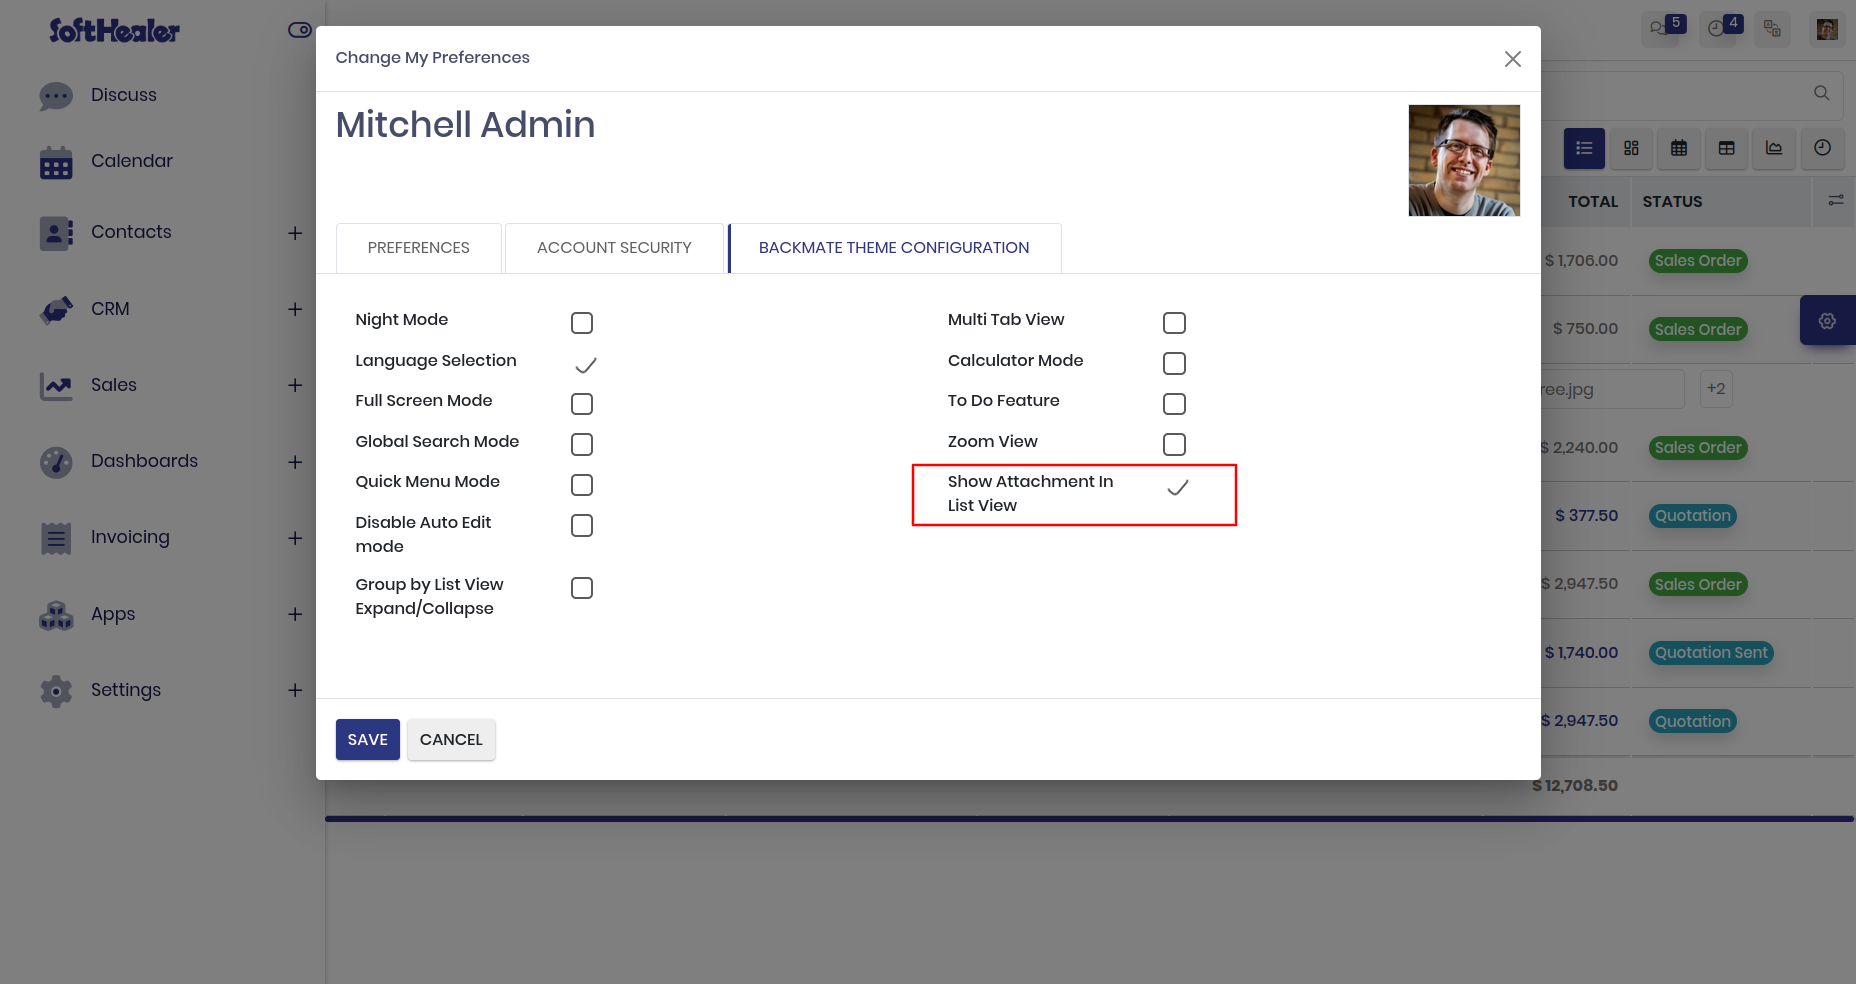 SoftHealer
Discuss
Calendar
Contacts
CRM
Sales
Dashboards
Invoicing
Apps
Settings
5
4
Change My Preferences
Mitchell Admin
PREFERENCES
ACCOUNT SECURITY
BACKMATE THEME CONFIGURATION
Night Mode
Language Selection
Full Screen Mode
Global Search Mode
Quick Menu Mode
Disable Auto Edit
mode
Group by List View
Expand/Collapse
Multi Tab View
Calculator Mode
To Do Feature
Zoom View
Show Attachment In
List View
SAVE
CANCEL
TOTAL STATUS
$ 1,706.00 Sales Order
$ 750.00 Sales Order
ree.jpg +2
$ 2,240.00 Sales Order
$ 377.50 Quotation
$ 2,947.50 Sales Order
$ 1,740.00 Quotation Sent
$ 2,947.50 Quotation
$ 12,708.50